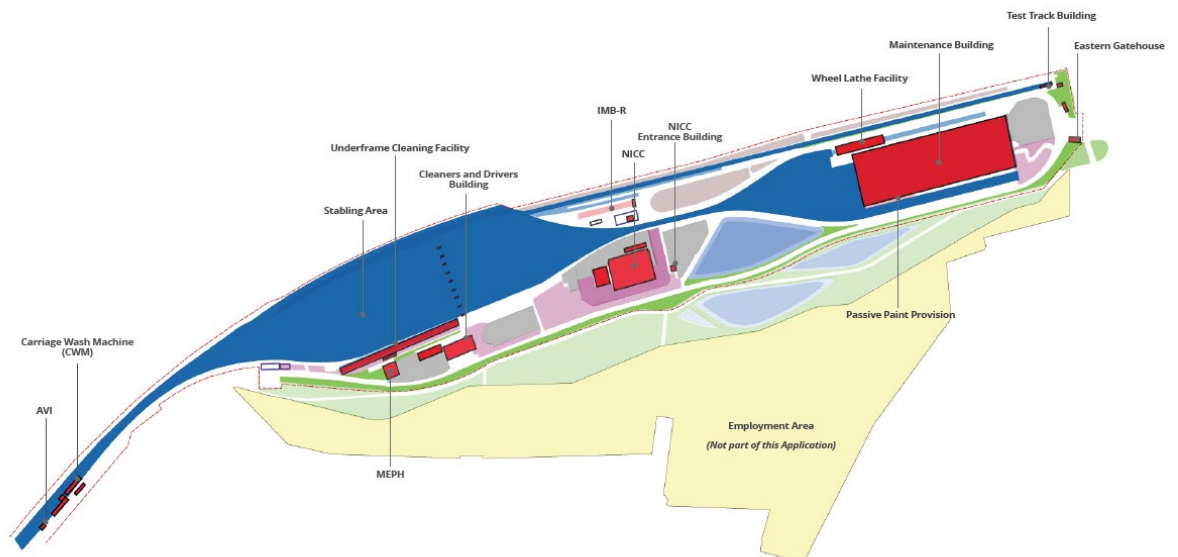 Test Track Building
Maintenance Building
Eastern Gatehouse
Wheel Lathe Facility
IMB-R
NICC
Entrance Building
Underframe Cleaning Facility
NICC
Cleaners and Drivers
Building
Stabling Area
Passive Paint Provision
Carriage Wash Machine
(CWM)
AVI
Employment Area
(Not part of this Application)
MEPH